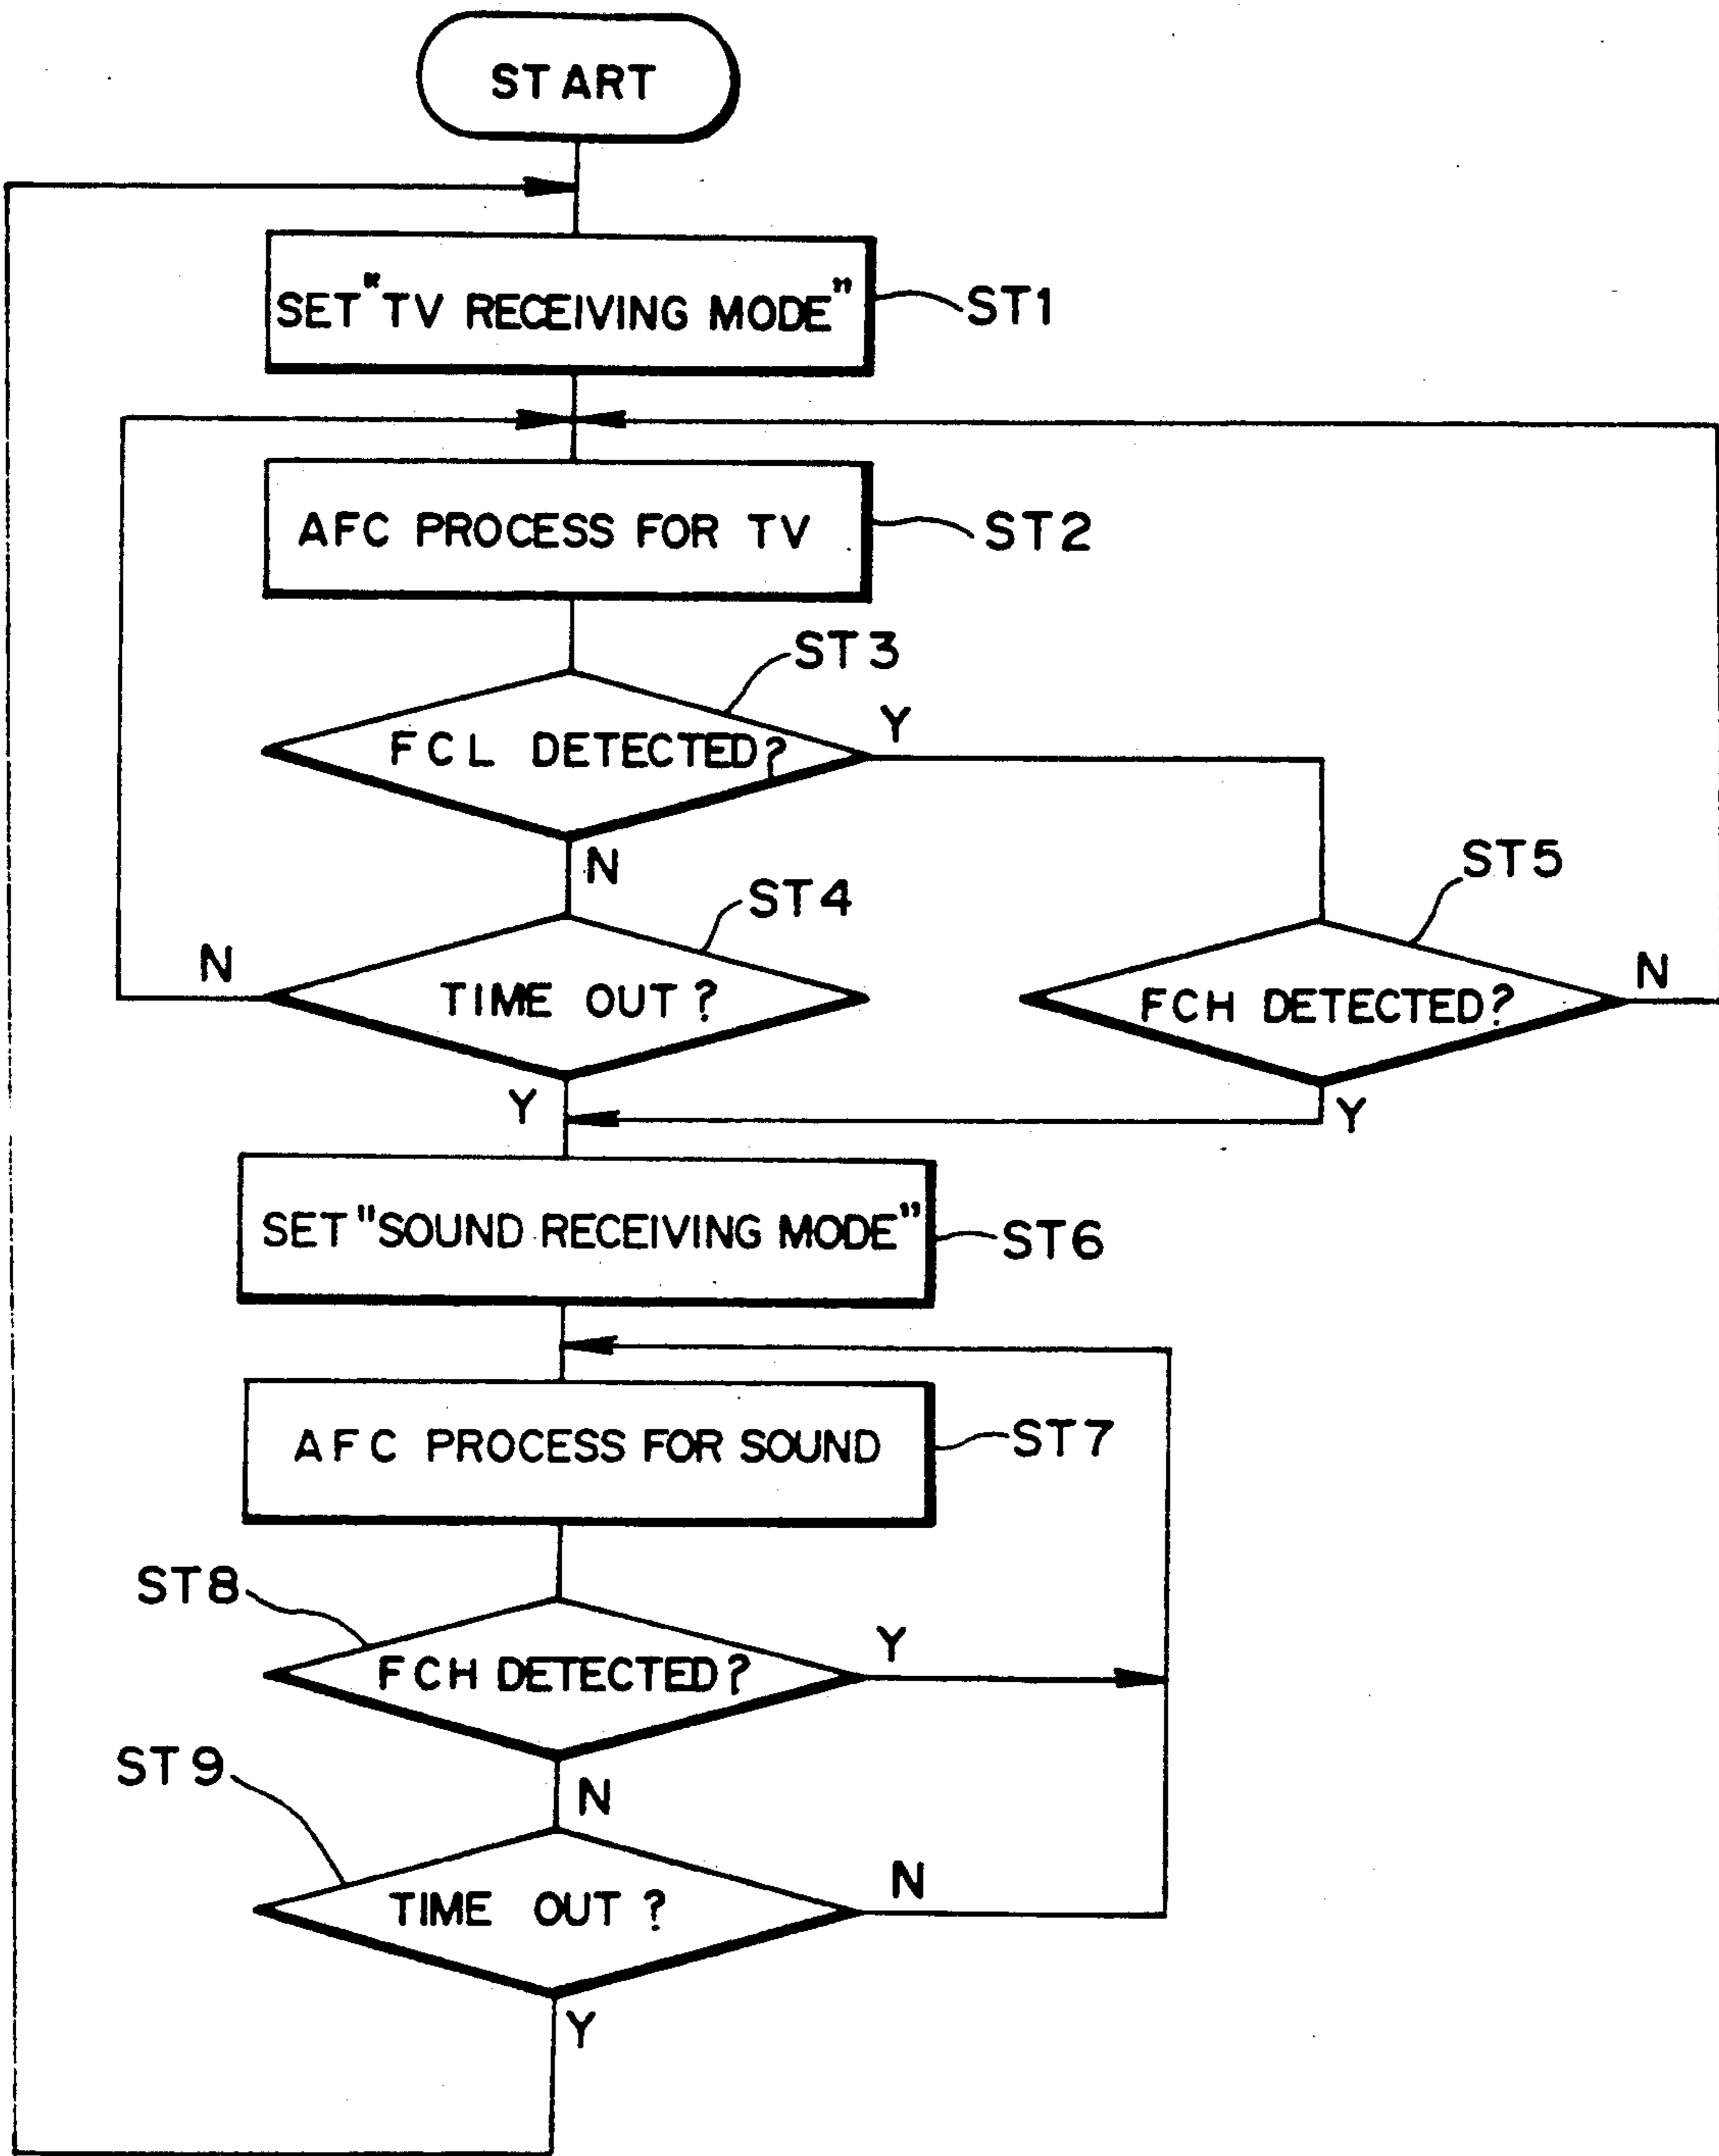 START
SET "TV RECEIVING MODE"
ST1
AFC PROCESS FOR TV
ST2
ST3
FCL DETECTED?
Y
N
ST4
ST5
N
TIME OUT?
FCH DETECTED?
N
Y
Y
SET "SOUND RECEIVING MODE"
ST6
AFC PROCESS FOR SOUND
ST7
ST8
FCH DETECTED?
Y
ST9
N
TIME OUT?
N
Y